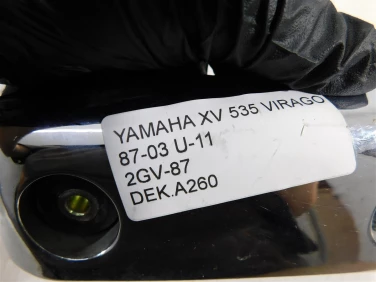 YAMAHA XV 535 VIRAGO
87-03 U-11
2GV-87
DEK.A260